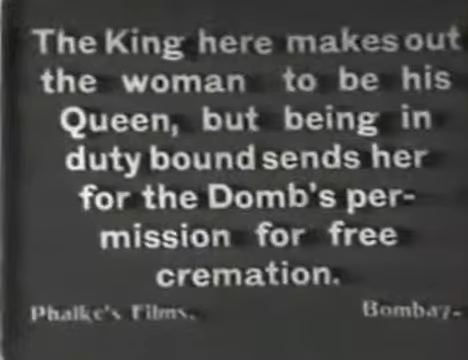 The King here makes out
the woman to be his
Queen, but being in
duty bound sends her
for the Domb's per-
mission for free
cremation.
Phalke's Films. Bombay-